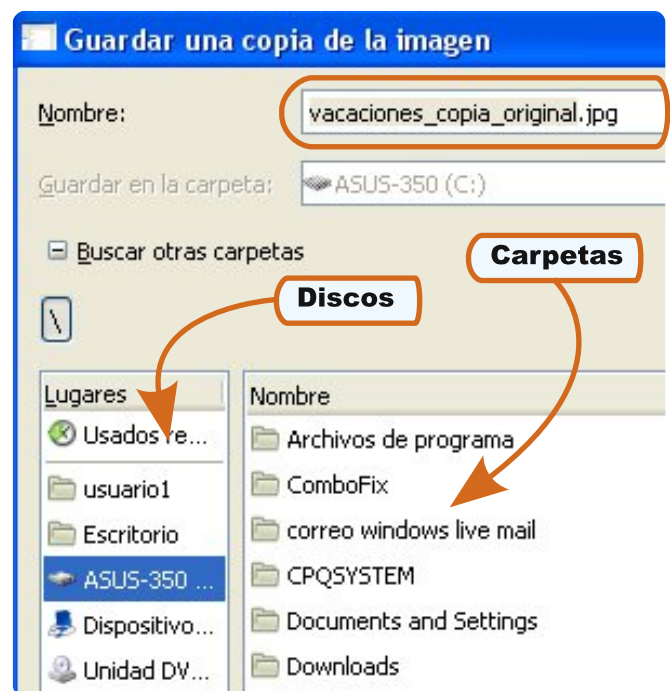 Guardar una copia de la imagen
Nombre:
vacaciones_copia_original.jpg
Guardar en la carpeta:
ASUS-350 (C:)
Buscar otras carpetas
Carpetas
Discos
\
Lugares
Nombre
Usados re...
Archivos de programa
usuario1
ComboFix
Escritorio
correo windows live mail
ASUS-350 ...
CPQSYSTEM
Dispositivo...
Documents and Settings
Unidad DV...
Downloads